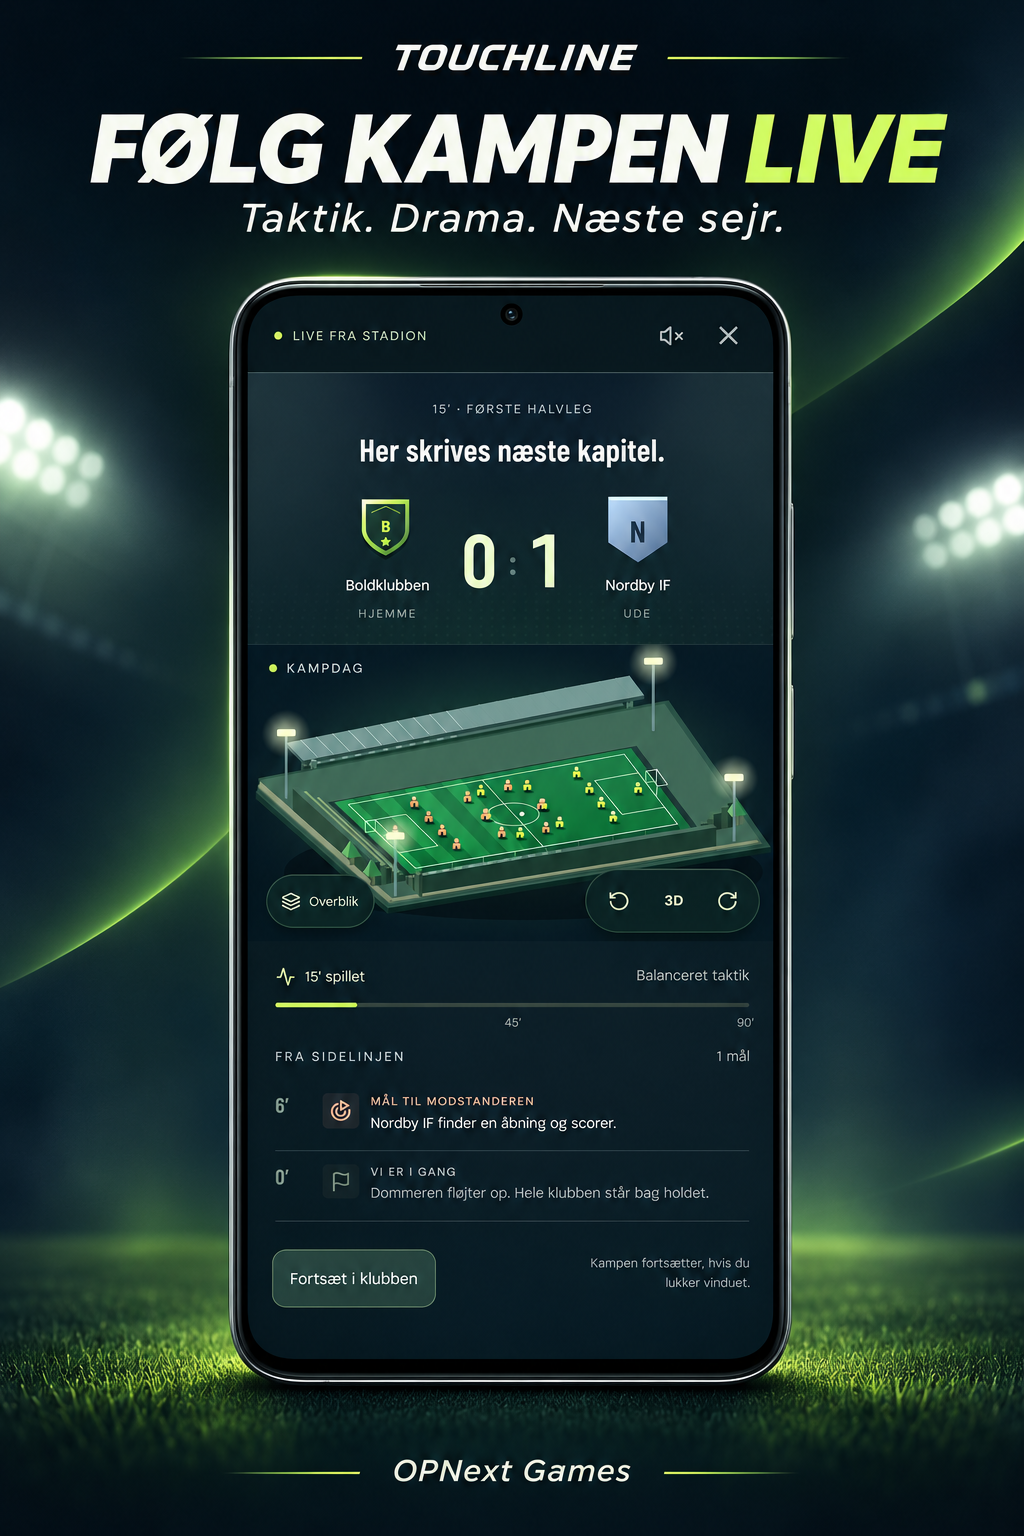 TOUCHLINE
FØLG KAMPEN LIVE
Taktik. Drama. Næste sejr.
LIVE FRA STADION
15' · FØRSTE HALVLEG
Her skrives næste kapitel.
B
N
0 : 1
Boldklubben
Nordby IF
HJEMME
UDE
KAMPDAG
Overblik
3D
15' spillet
Balanceret taktik
45'
90'
FRA SIDELINJEN
1 mål
6'
MÅL TIL MODSTANDEREN
Nordby IF finder en åbning og scorer.
0'
VI ER I GANG
Dommeren fløjter op. Hele klubben står bag holdet.
Fortsæt i klubben
Kampen fortsætter, hvis du
lukker vinduet.
OPNext Games